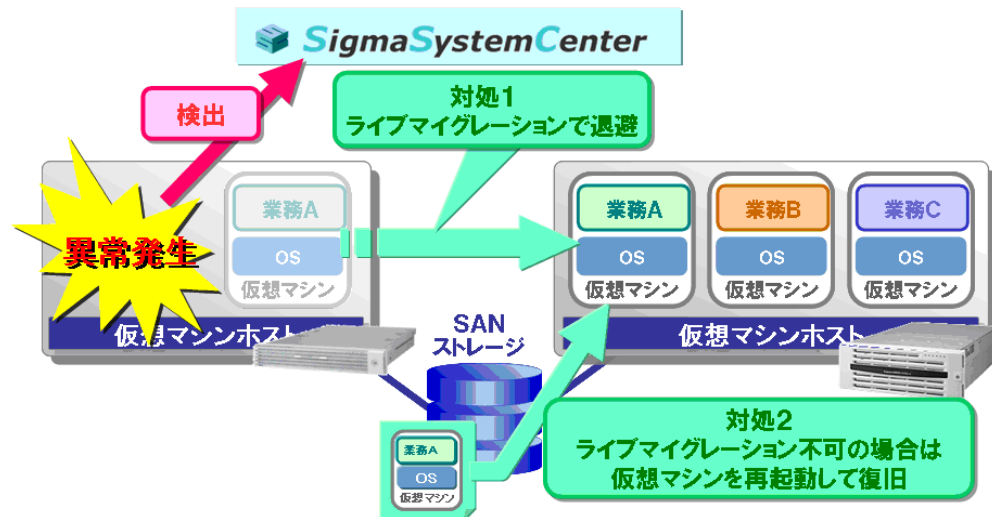 SigmaSystemCenter
検出
対処1
ライブマイグレーションで退避
異常発生
業務A
OS
仮想マシン
仮想マシンホスト
業務A
OS
仮想マシン
業務B
OS
仮想マシン
業務C
OS
仮想マシン
仮想マシンホスト
SAN
ストレージ
業務A
OS
仮想マシン
対処2
ライブマイグレーション不可の場合は
仮想マシンを再起動して復旧